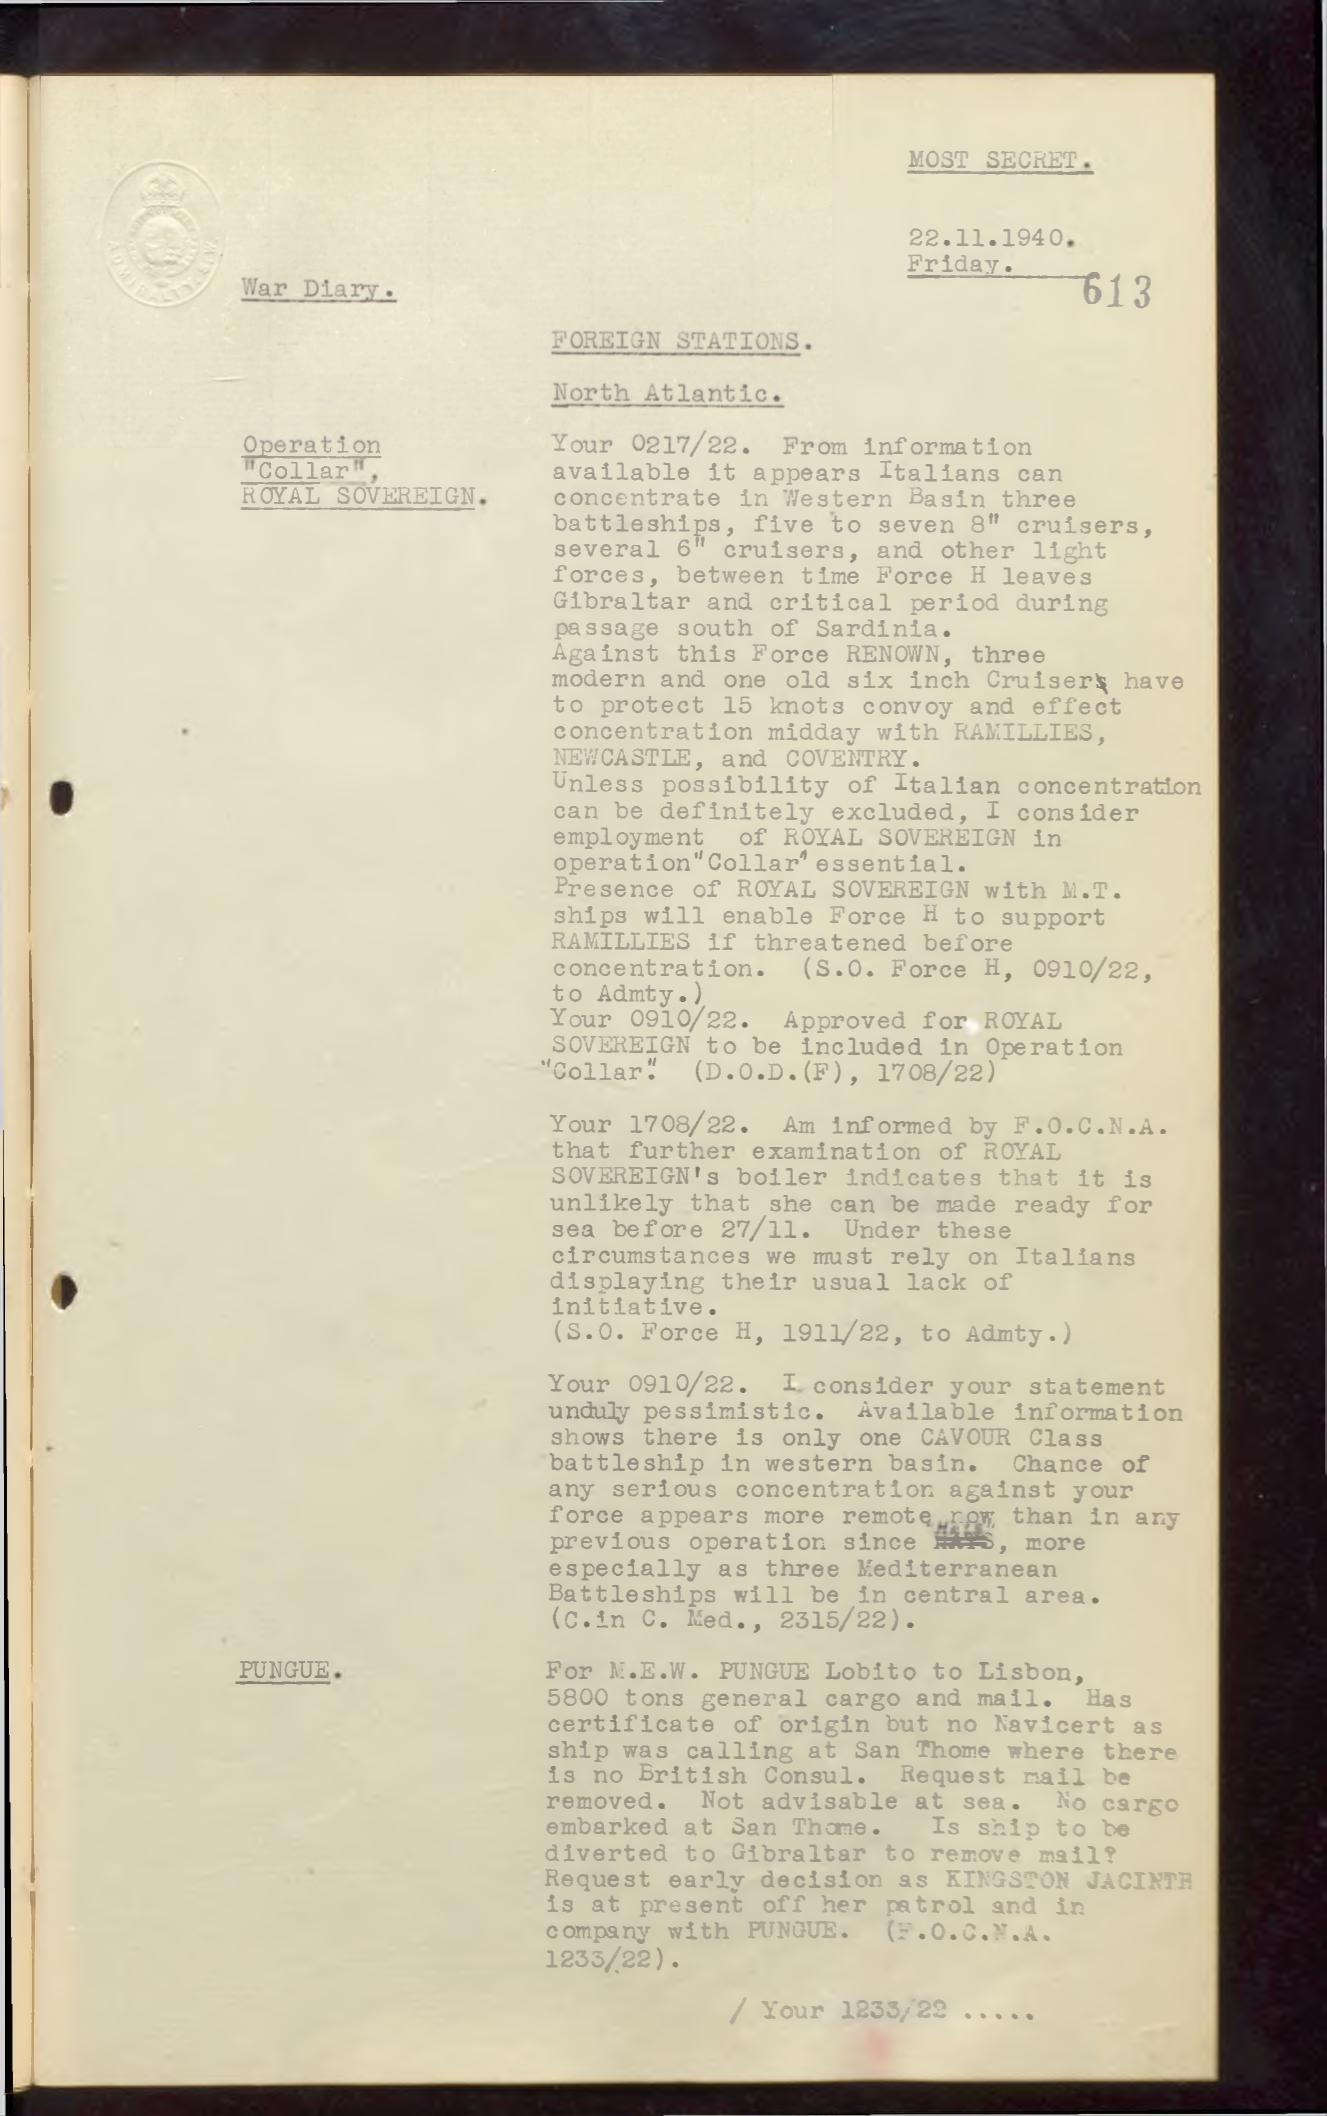 MOST SECRET.
22.11.1940.
Friday.
613
War Diary.
FOREIGN STATIONS.
North Atlantic.
Operation
"Collar",
ROYAL SOVEREIGN.
Your 0217/22. From information
available it appears Italians can
concentrate in Western Basin three
battleships, five to seven 8" cruisers,
several 6" cruisers, and other light
forces, between time Force H leaves
Gibraltar and critical period during
passage south of Sardinia.
Against this Force RENOWN, three
modern and one old six inch Cruisers have
to protect 15 knots convoy and effect
concentration midday with RAMILLIES,
NEWCASTLE, and COVENTRY.
Unless possibility of Italian concentration
can be definitely excluded, I consider
employment of ROYAL SOVEREIGN in
operation "Collar" essential.
Presence of ROYAL SOVEREIGN with M.T.
ships will enable Force H to support
RAMILLIES if threatened before
concentration. (S.O. Force H, 0910/22,
to Admty.)
Your 0910/22. Approved for ROYAL
SOVEREIGN to be included in Operation
"Collar". (D.O.D.(F), 1708/22)
Your 1708/22. Am informed by F.O.C.N.A.
that further examination of ROYAL
SOVEREIGN's boiler indicates that it is
unlikely that she can be made ready for
sea before 27/11. Under these
circumstances we must rely on Italians
displaying their usual lack of
initiative.
(S.O. Force H, 1911/22, to Admty.)
Your 0910/22. I consider your statement
unduly pessimistic. Available information
shows there is only one CAVOUR Class
battleship in western basin. Chance of
any serious concentration against your
force appears more remote now than in any
previous operation since , more
especially as three Mediterranean
Battleships will be in central area.
(C.in C. Med., 2315/22).
PUNGUE.
For M.E.W. PUNGUE Lobito to Lisbon,
5800 tons general cargo and mail. Has
certificate of origin but no Navicert as
ship was calling at San Thome where there
is no British Consul. Request mail be
removed. Not advisable at sea. No cargo
embarked at San Thome. Is ship to be
diverted to Gibraltar to remove mail?
Request early decision as KINGSTON JACINTH
is at present off her patrol and in
company with PUNGUE. (F.O.C.N.A.
1233/22).
/ Your 1233/22 .....